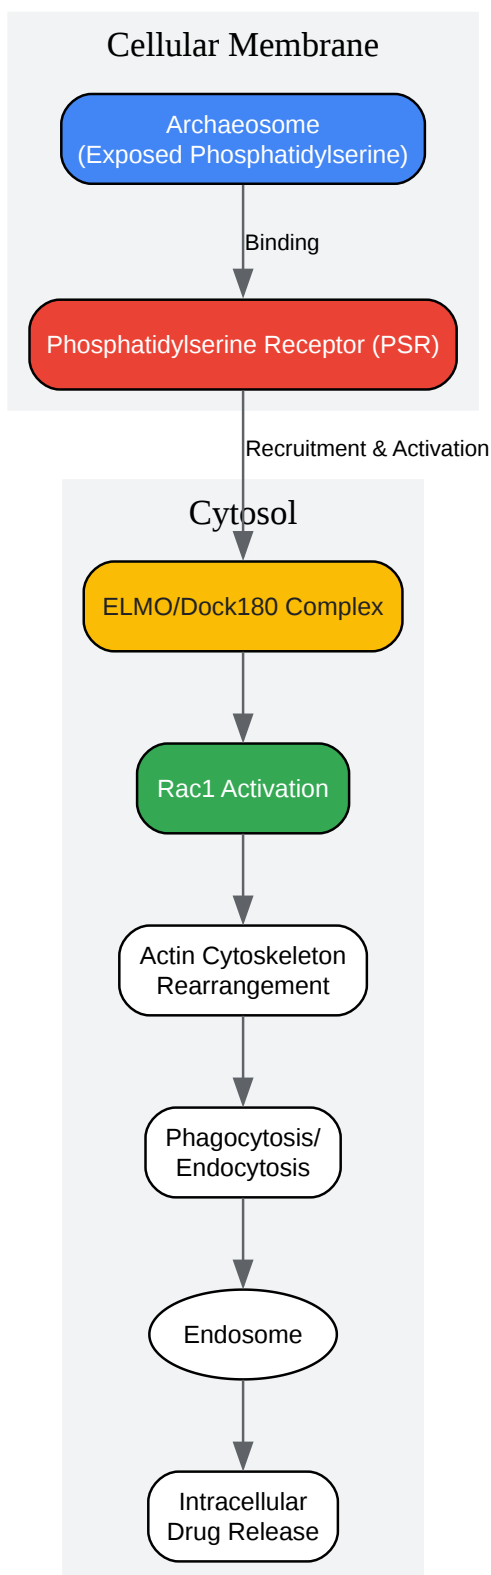 Cellular Membrane
Archaeosome
(Exposed Phosphatidylserine)
Binding
Phosphatidylserine Receptor (PSR)
Recruitment & Activation
Cytosol
ELMO/Dock180 Complex
Rac1 Activation
Actin Cytoskeleton
Rearrangement
Phagocytosis/
Endocytosis
Endosome
Intracellular
Drug Release